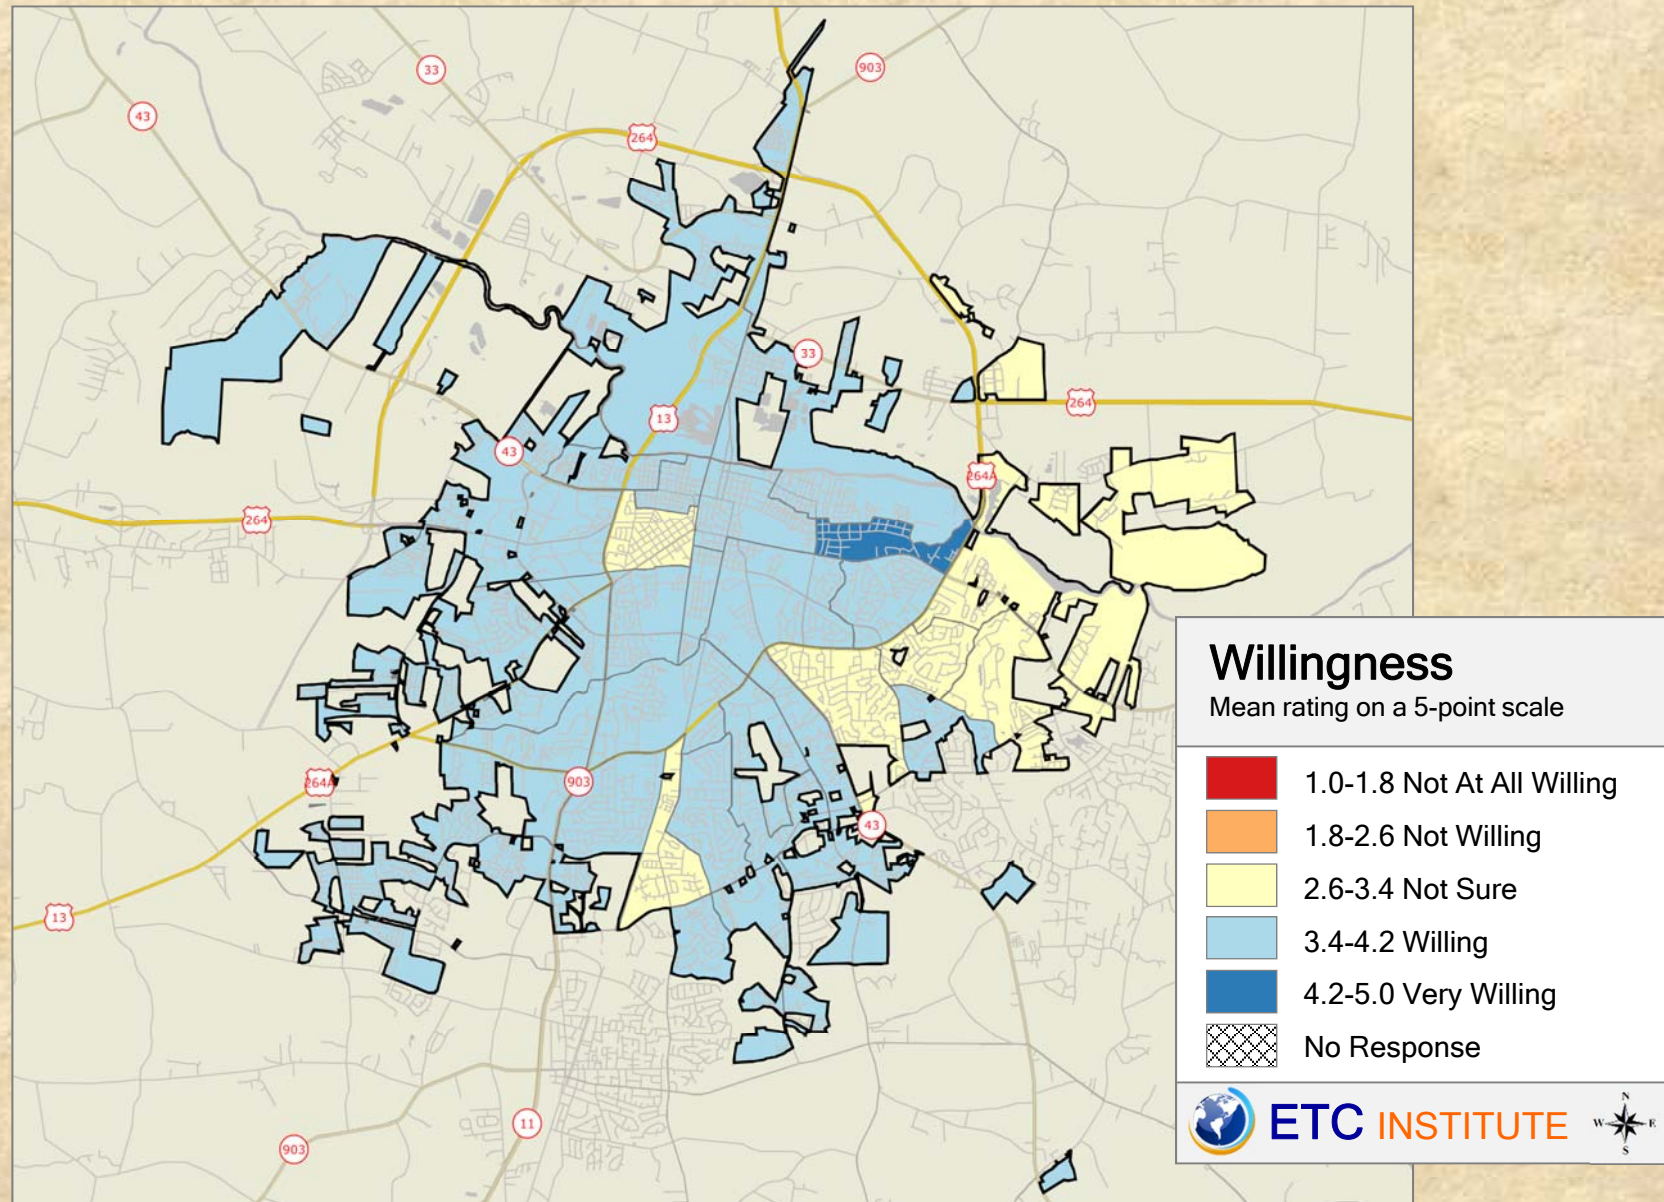 33
903
43
264
33
264
13
43
264A
264
264A
903
43
13
11
903
Willingness
Mean rating on a 5-point scale
1.0-1.8 Not At All Willing
1.8-2.6 Not Willing
2.6-3.4 Not Sure
3.4-4.2 Willing
4.2-5.0 Very Willing
No Response
ETC INSTITUTE
N
W E
S